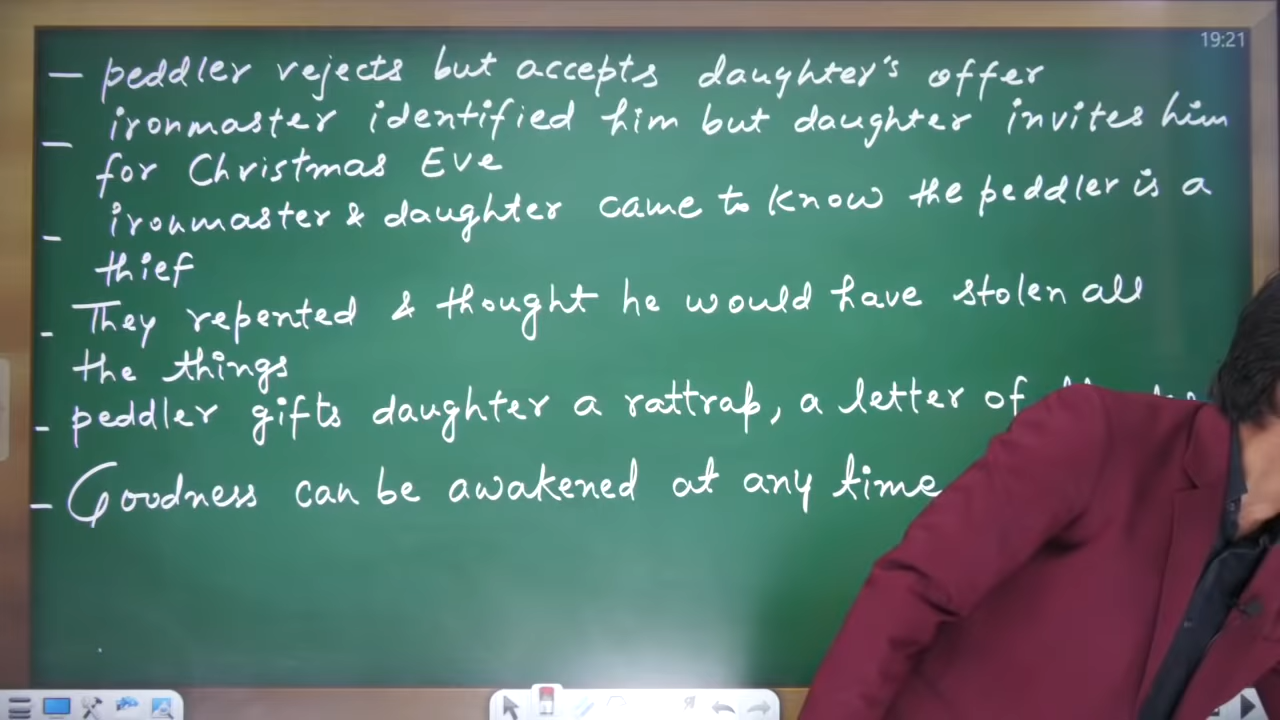 19:21
— peddler rejects but accepts daughter's offer
— ironmaster identified him but daughter invites him
for Christmas Eve
- ironmaster & daughter came to know the peddler is a
thief
- They repented & thought he would have stolen all
the things
- peddler gifts daughter a rattrap, a letter of
- Goodness can be awakened at any time